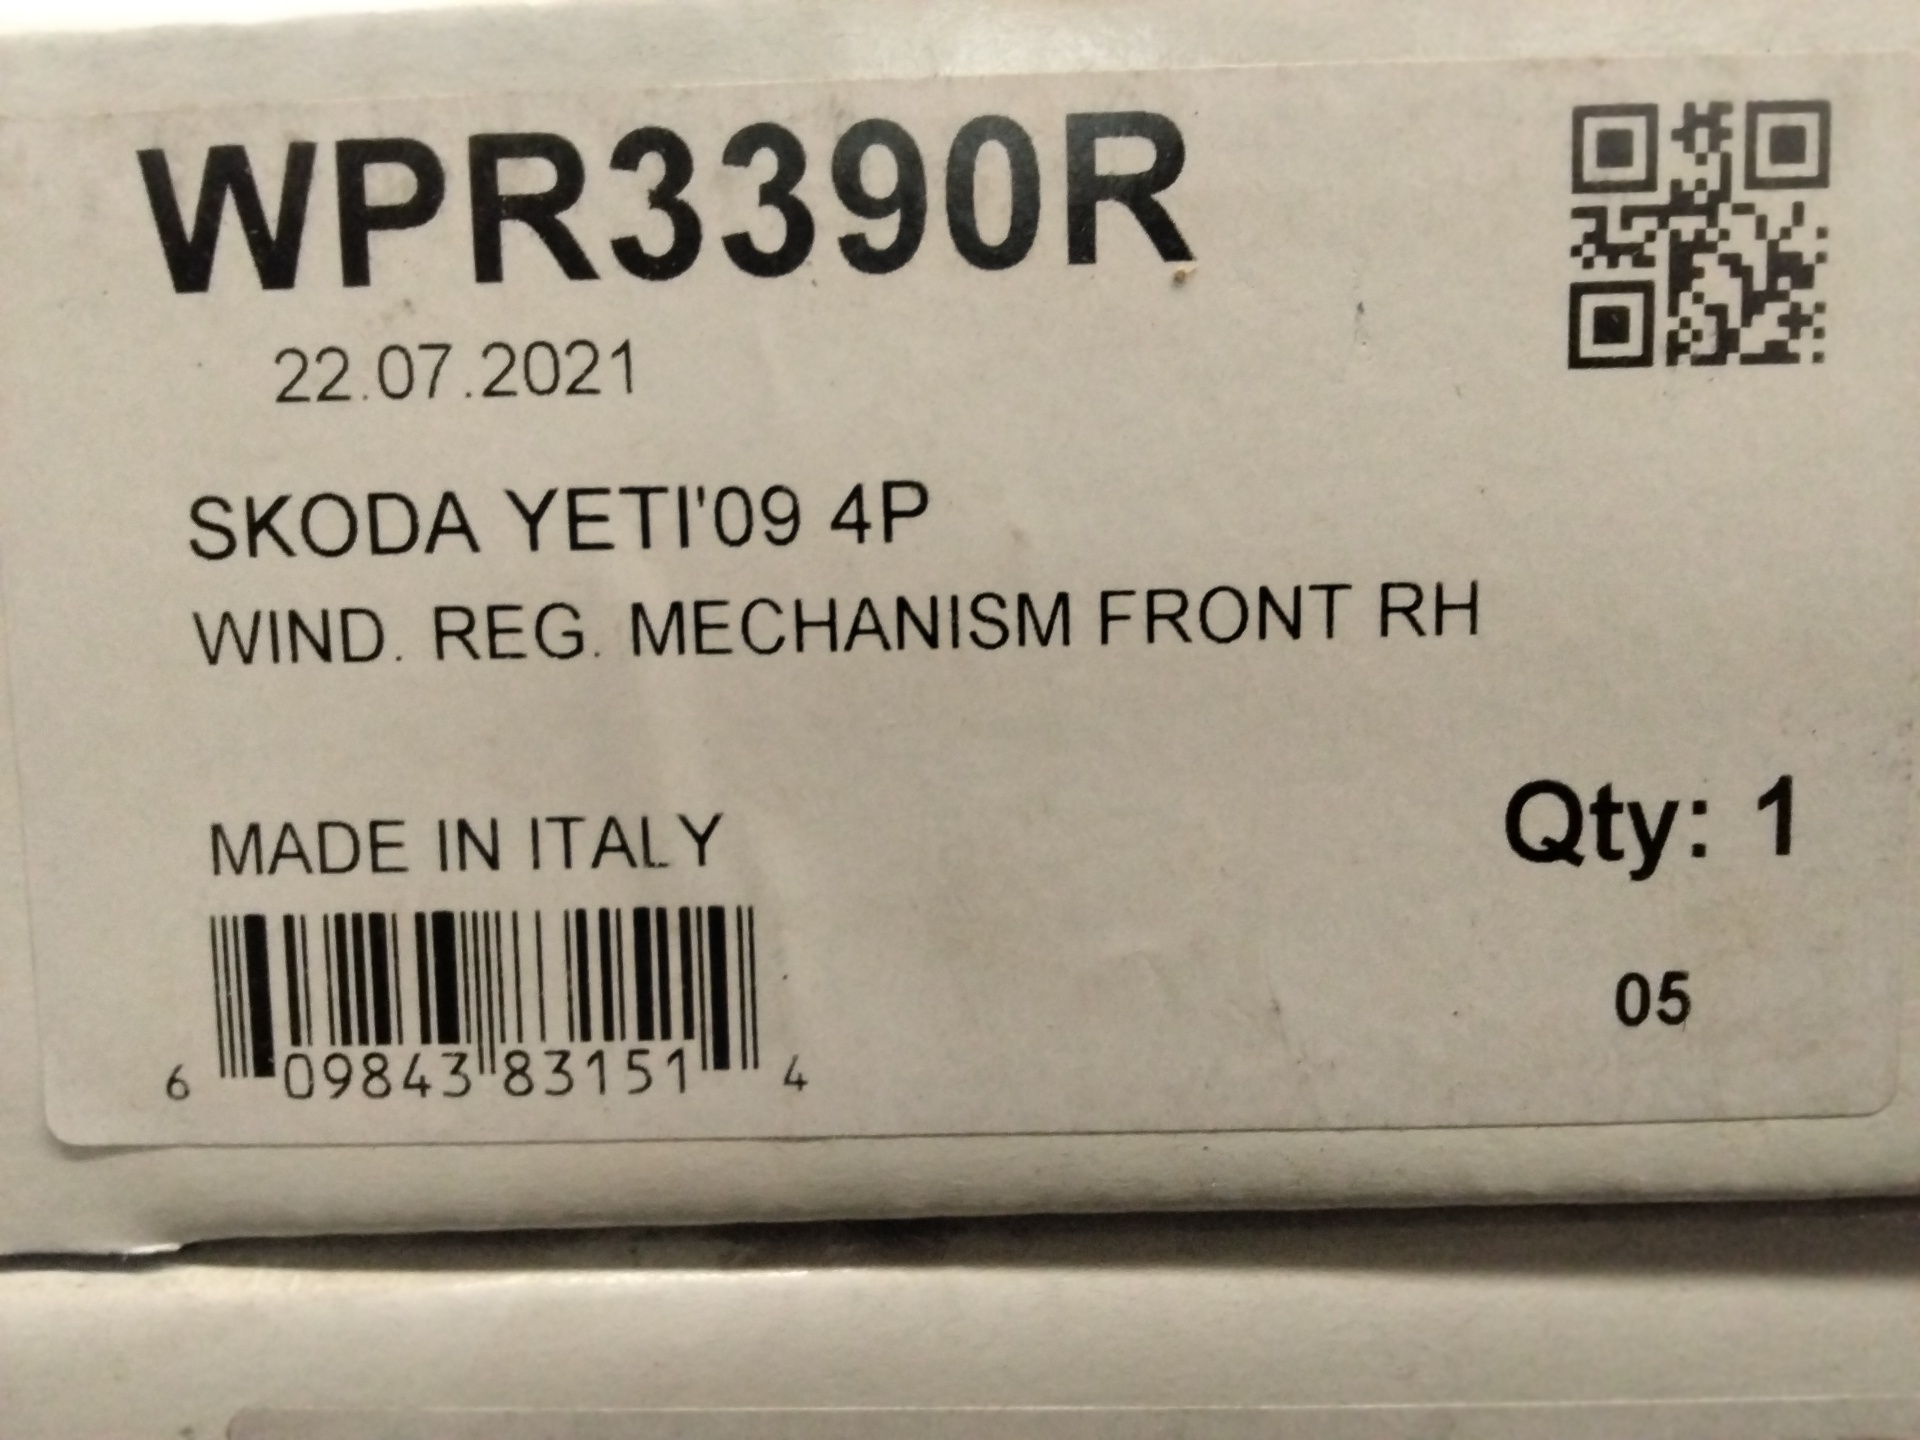 WPR3390R
22.07.2021
SKODA YETI'09 4P
WIND. REG. MECHANISM FRONT RH
MADE IN ITALY
Qty: 1
05
6 09843 83151 4